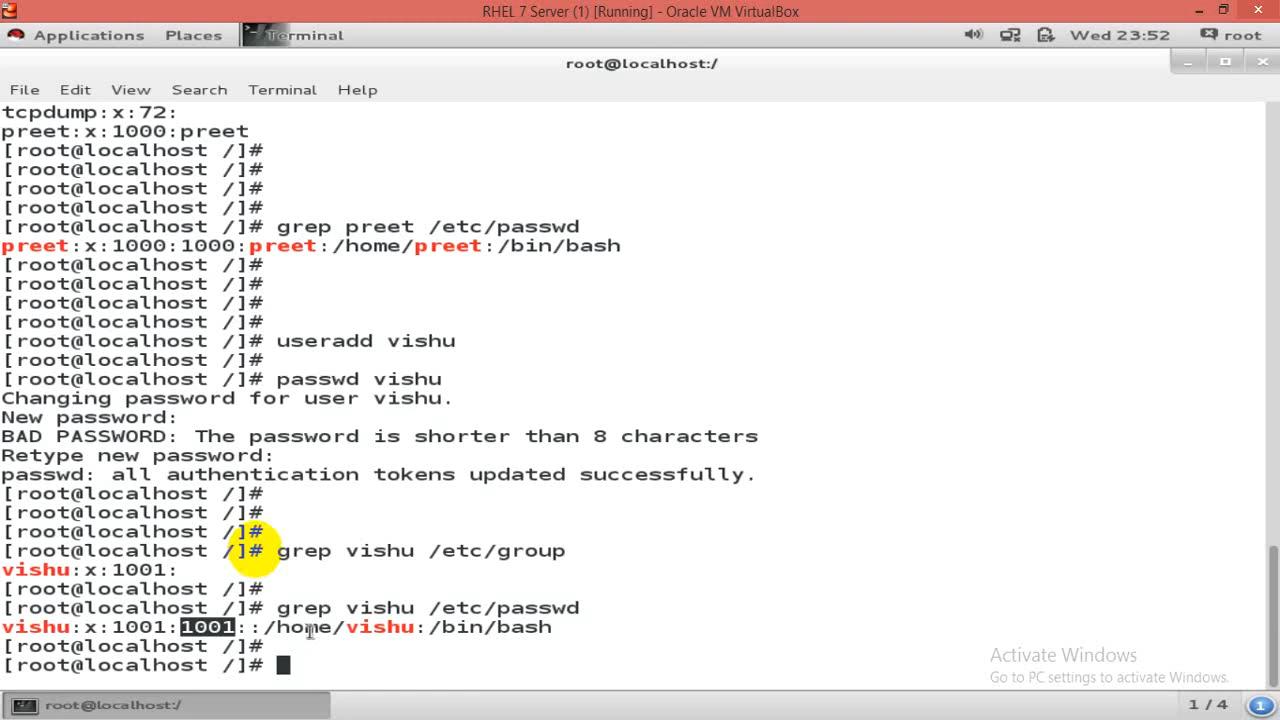 RHEL 7 Server (1) [Running] - Oracle VM VirtualBox
Applications Places Terminal Wed 23:52 root
root@localhost:/
File Edit View Search Terminal Help
tcpdump:x:72:
preet:x:1000:preet
[root@localhost /]#
[root@localhost /]#
[root@localhost /]#
[root@localhost /]#
[root@localhost /]# grep preet /etc/passwd
preet:x:1000:1000:preet:/home/preet:/bin/bash
[root@localhost /]#
[root@localhost /]#
[root@localhost /]#
[root@localhost /]#
[root@localhost /]# useradd vishu
[root@localhost /]#
[root@localhost /]# passwd vishu
Changing password for user vishu.
New password:
BAD PASSWORD: The password is shorter than 8 characters
Retype new password:
passwd: all authentication tokens updated successfully.
[root@localhost /]#
[root@localhost /]#
[root@localhost /]#
[root@localhost /]# grep vishu /etc/group
vishu:x:1001:
[root@localhost /]#
[root@localhost /]# grep vishu /etc/passwd
vishu:x:1001:1001::/home/vishu:/bin/bash
[root@localhost /]#
[root@localhost /]#
Activate Windows
Go to PC settings to activate Windows.
root@localhost:/ 1 / 4 1